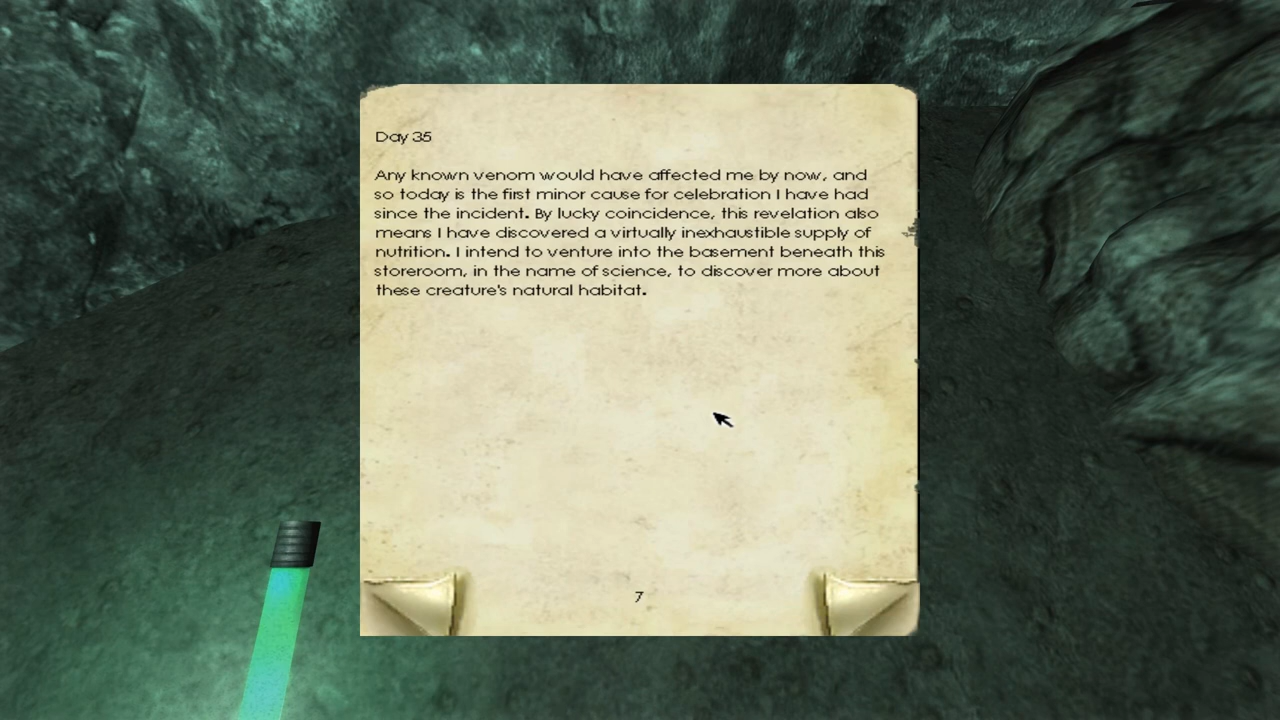 Day 35
Any known venom would have affected me by now, and
so today is the first minor cause for celebration I have had
since the incident. By lucky coincidence, this revelation also
means I have discovered a virtually inexhaustible supply of
nutrition. I intend to venture into the basement beneath this
storeroom, in the name of science, to discover more about
these creature's natural habitat.
7